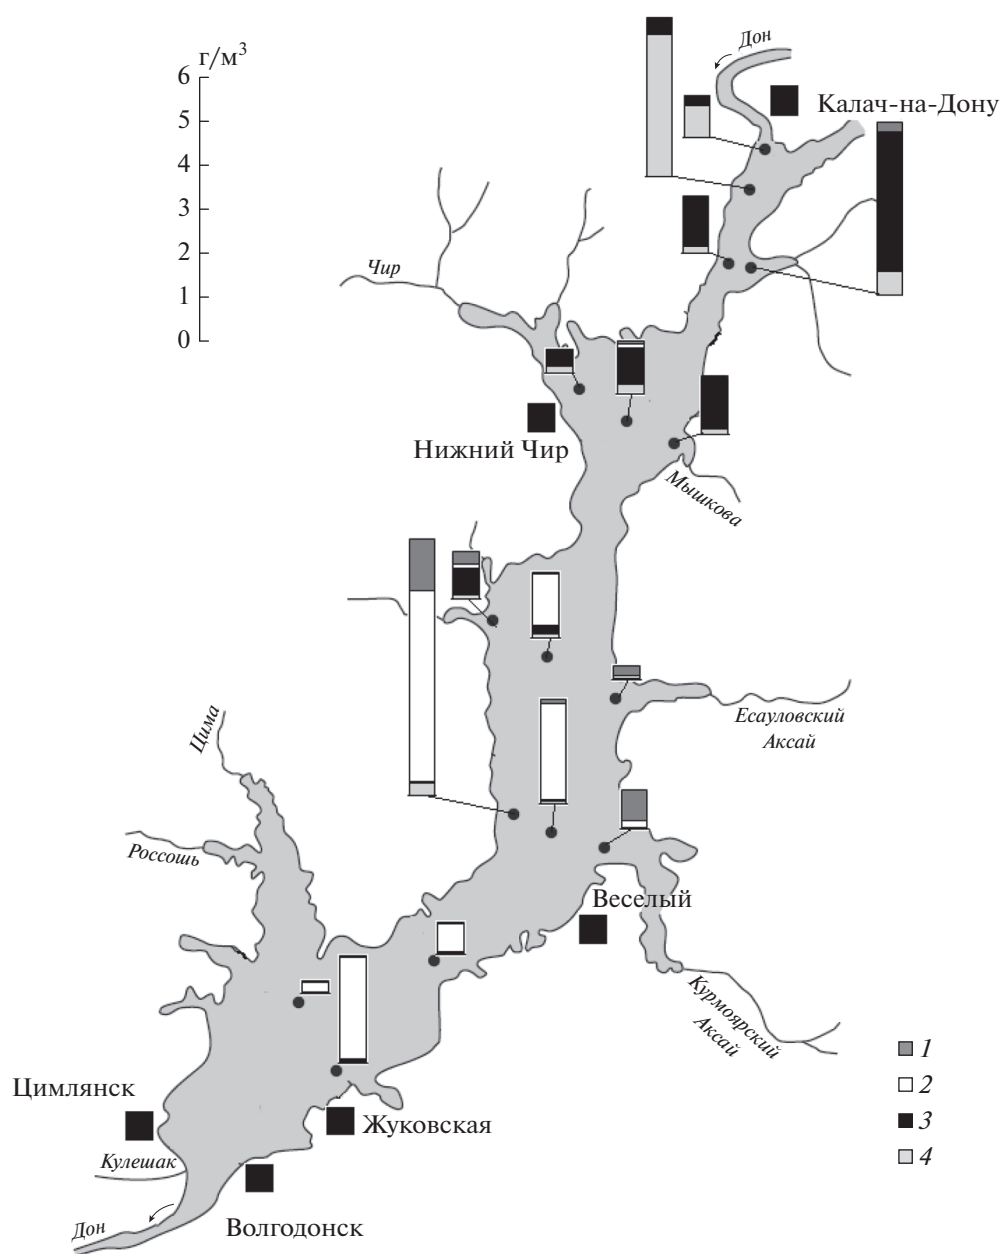 г/м³
6
5
4
3
2
1
0
Дон
Калач-на-Дону
Чир
Нижний Чир
Мышкова
Цима
Есауловский
Аксай
Россошь
Веселый
Курмоярский
Аксай
1
2
3
4
Цимлянск
Жуковская
Кулешак
Волгодонск
Дон